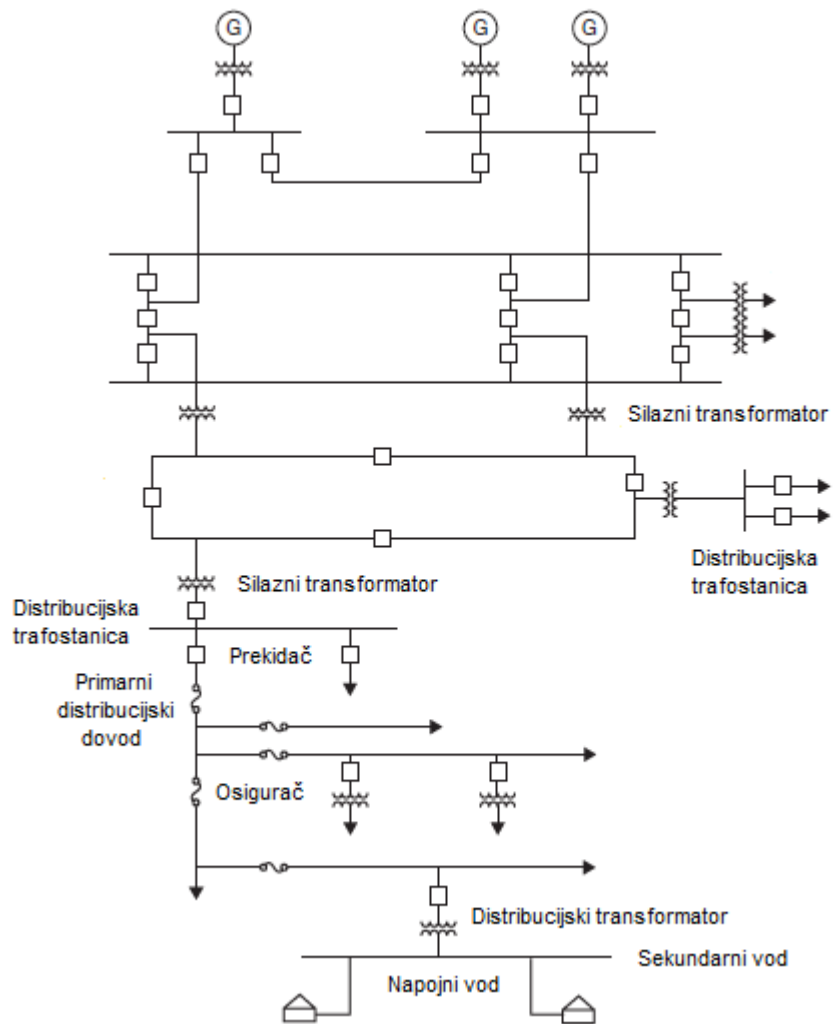 G
G
G
Silazni transformator
Distribucijska
trafostanica
Silazni transformator
Distribucijska
trafostanica
Prekidač
Primarni
distribucijski
dovod
Osigurač
Distribucijski transformator
Sekundarni vod
Napojni vod